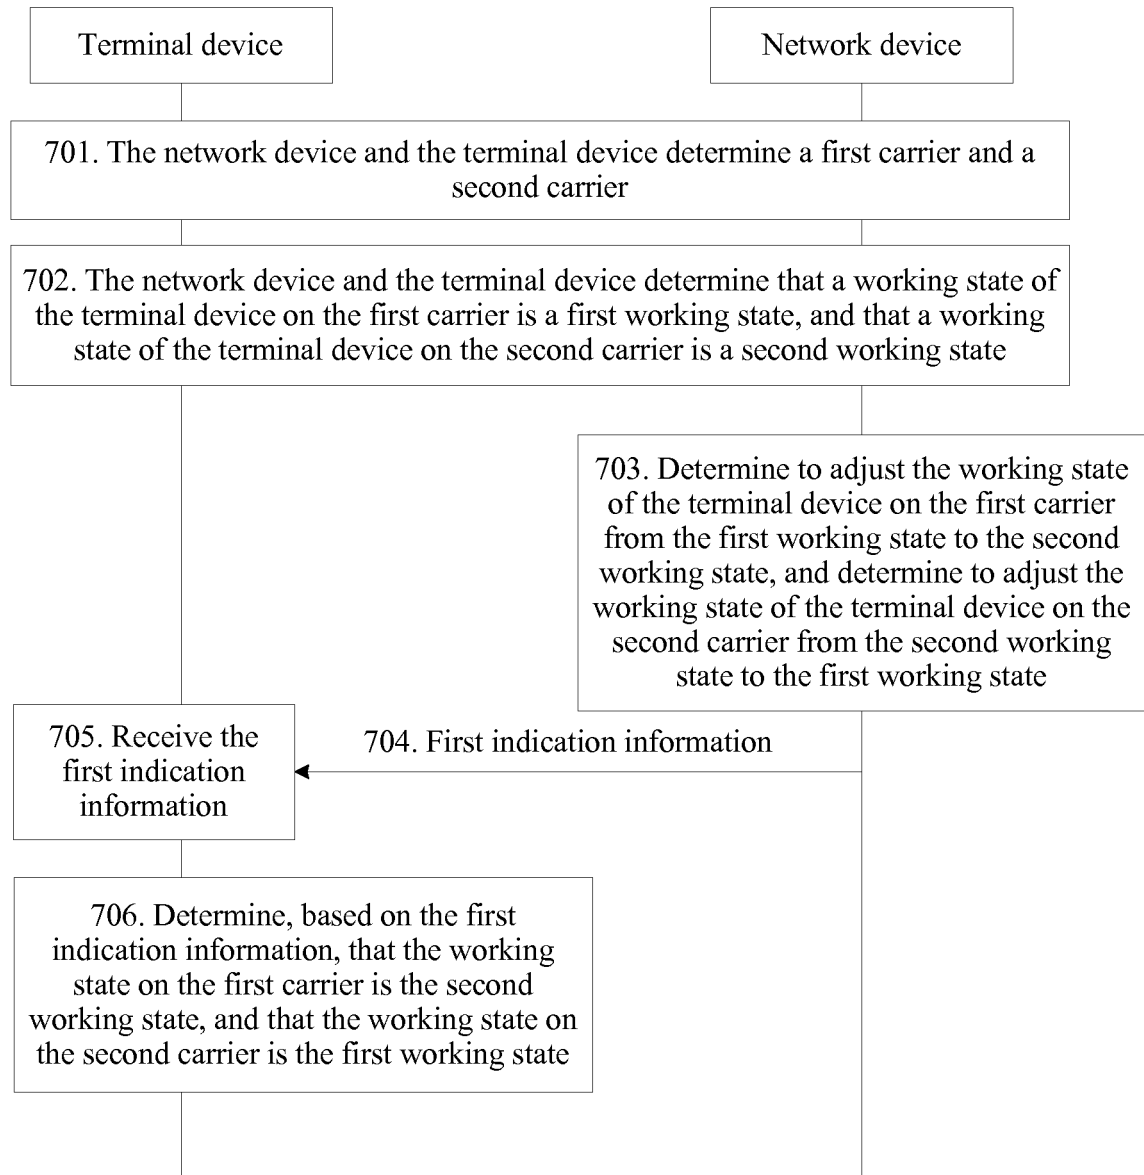 Terminal device
Network device
701. The network device and the terminal device determine a first carrier and a
second carrier
702. The network device and the terminal device determine that a working state of
the terminal device on the first carrier is a first working state, and that a working
state of the terminal device on the second carrier is a second working state
703. Determine to adjust the working state
of the terminal device on the first carrier
from the first working state to the second
working state, and determine to adjust the
working state of the terminal device on the
second carrier from the second working
state to the first working state
704. First indication information
705. Receive the
first indication
information
706. Determine, based on the first
indication information, that the working
state on the first carrier is the second
working state, and that the working state on
the second carrier is the first working state